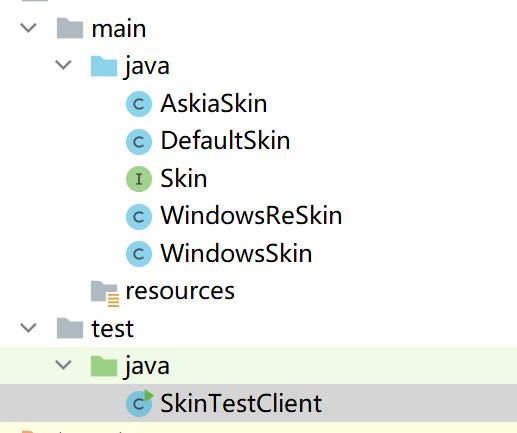 main
java
C AskiaSkin
C DefaultSkin
I Skin
C WindowsReSkin
C WindowsSkin
resources
test
java
C SkinTestClient